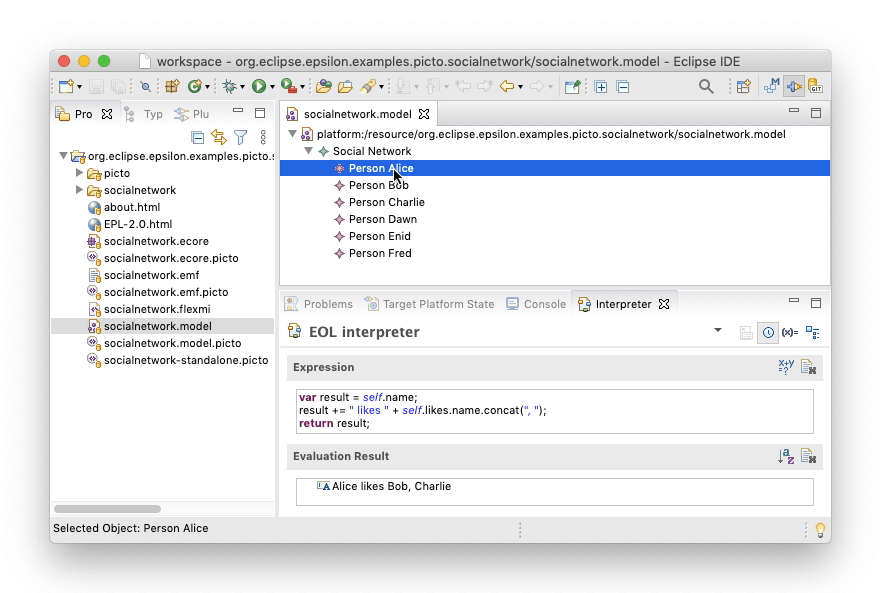 workspace - org.eclipse.epsilon.examples.picto.socialnetwork/socialnetwork.model - Eclipse IDE
GIT
Pro
Typ
Plu
org.eclipse.epsilon.examples.picto.s
picto
socialnetwork
about.html
EPL-2.0.html
socialnetwork.ecore
socialnetwork.ecore.picto
socialnetwork.emf
socialnetwork.emf.picto
socialnetwork.flexmi
socialnetwork.model
socialnetwork.model.picto
socialnetwork-standalone.picto
socialnetwork.model
platform:/resource/org.eclipse.epsilon.examples.picto.socialnetwork/socialnetwork.model
Social Network
Person Alice
Person Bob
Person Charlie
Person Dawn
Person Enid
Person Fred
Problems
Target Platform State
Console
Interpreter
EOL interpreter
(x)=
Expression
x+y
=?
var result = self.name;
result += " likes " + self.likes.name.concat(", ");
return result;
Evaluation Result
a
z
A Alice likes Bob, Charlie
Selected Object: Person Alice